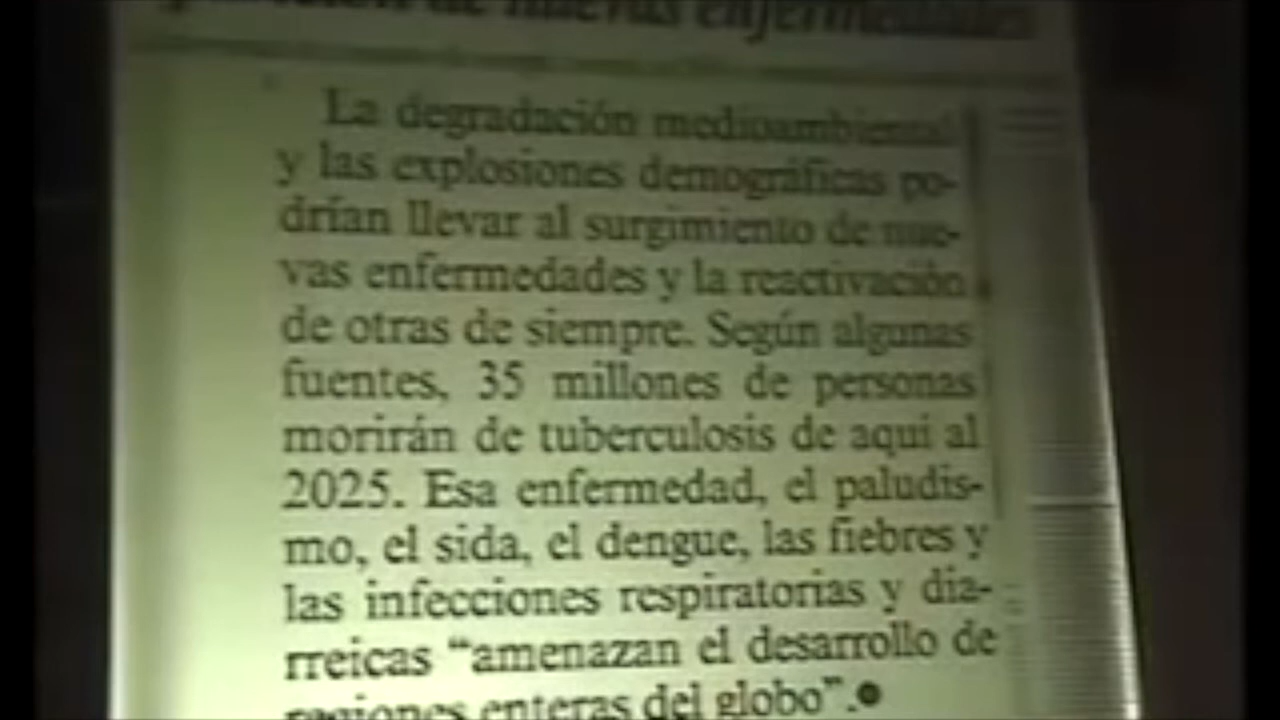 de nuevas enfermedades
La degradación medioambiental
y las explosiones demográficas po-
drían llevar al surgimiento de nue-
vas enfermedades y la reactivación
de otras de siempre. Según algunas
fuentes, 35 millones de personas
morirán de tuberculosis de aquí al
2025. Esa enfermedad, el paludis-
mo, el sida, el dengue, las fiebres y
las infecciones respiratorias y dia-
rreicas “amenazan el desarrollo de
regiones enteras del globo”.●